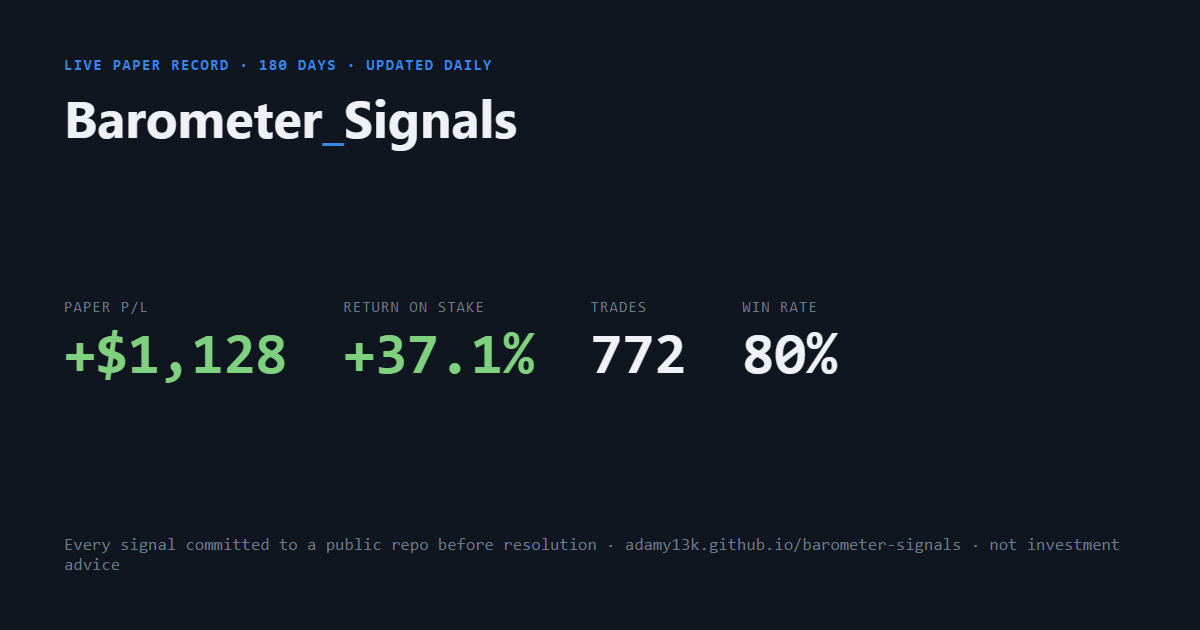 LIVE PAPER RECORD · 180 DAYS · UPDATED DAILY
Barometer_Signals
PAPER P/L
+$1,128
RETURN ON STAKE
+37.1%
TRADES
772
WIN RATE
80%
Every signal committed to a public repo before resolution · adamy13k.github.io/barometer-signals · not investment
advice